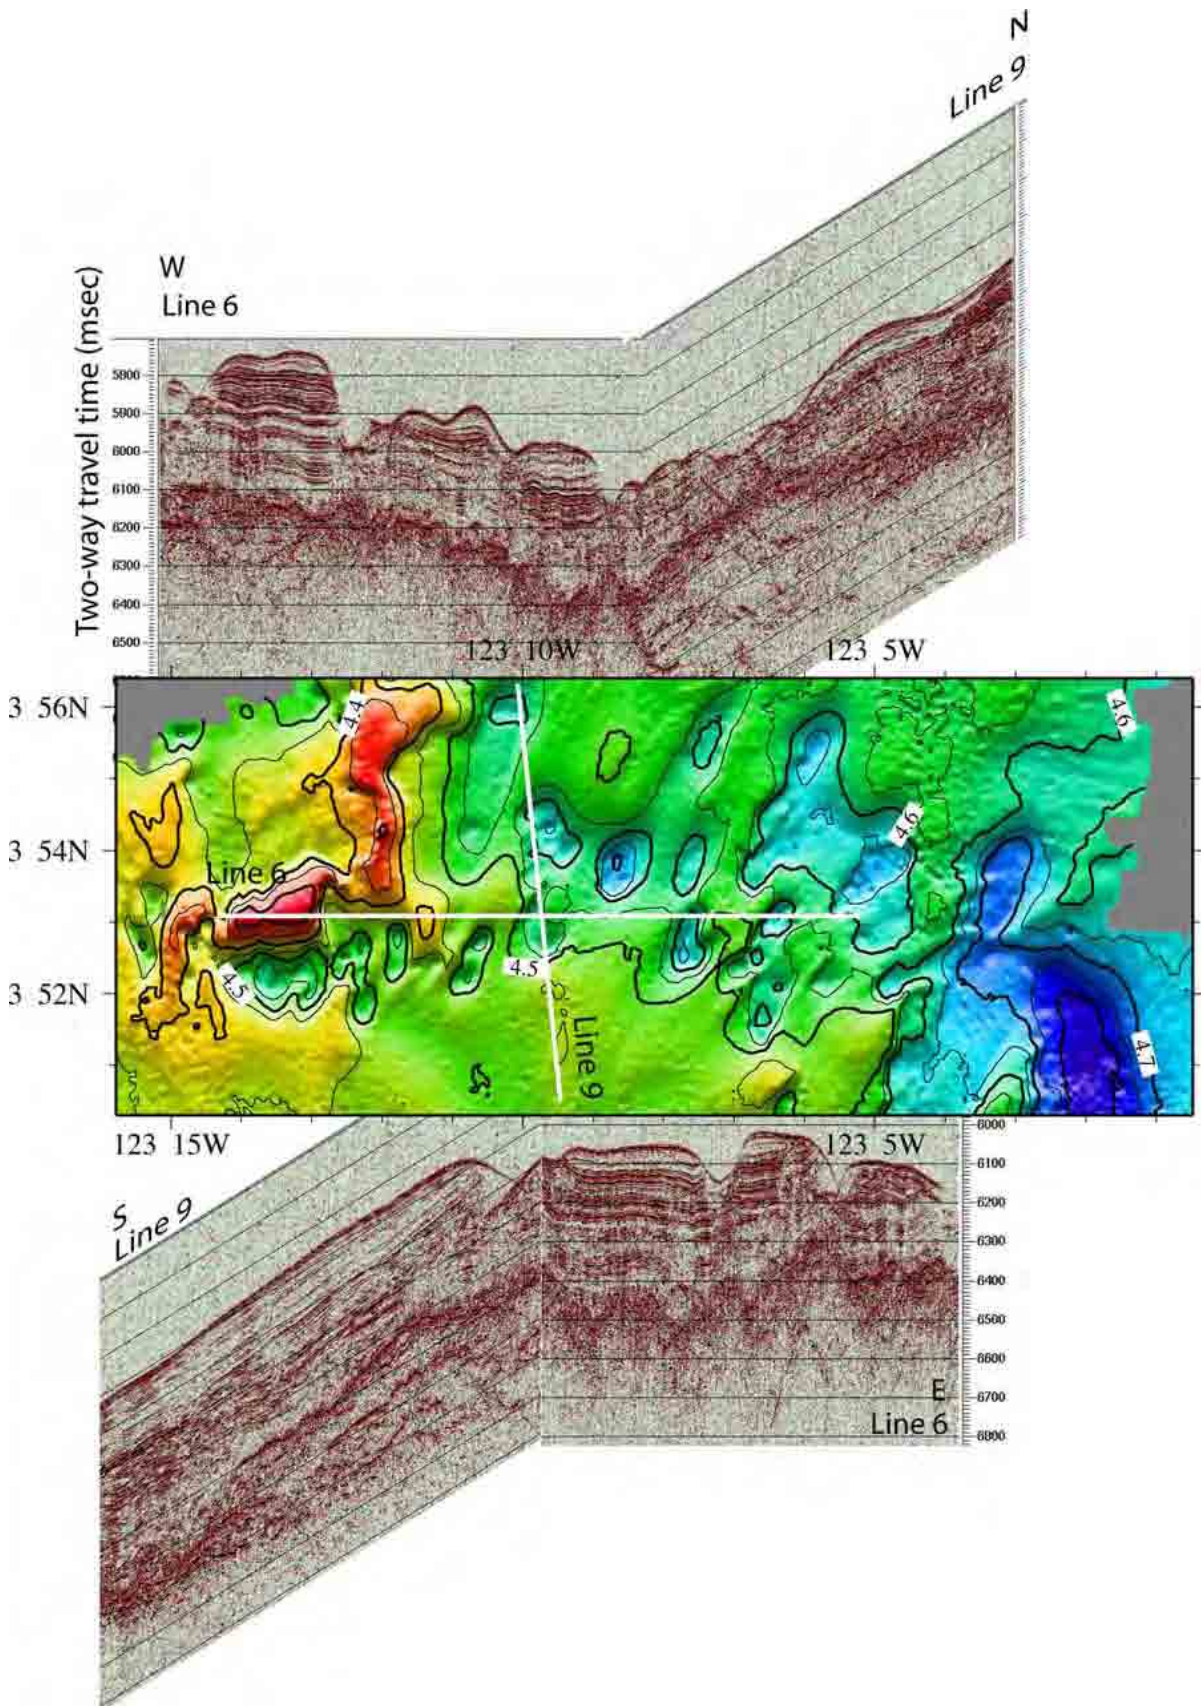 N
Line 9
W
Line 6
Two-way travel time (msec)
5800
5900
6000
6100
6200
6300
6400
6500
123 10W
123 5W
3 56N
3 54N
3 52N
4.4
4.6
4.6
Line 6
4.5
4.5
Line 9
4.7
123 15W
123 5W
S
Line 9
6000
6100
6200
6300
6400
6500
6600
6700
6800
E
Line 6